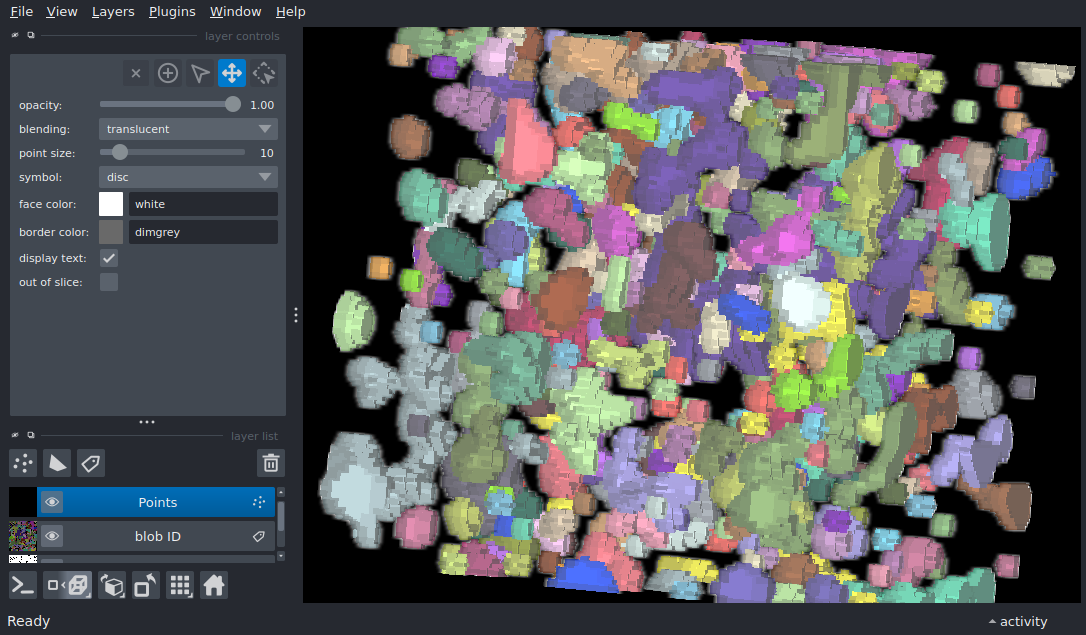 File View Layers Plugins Window Help
layer controls
opacity: 1.00
blending: translucent
point size: 10
symbol: disc
face color: white
border color: dimgrey
display text:
out of slice:
layer list
Points
blob ID
Ready activity